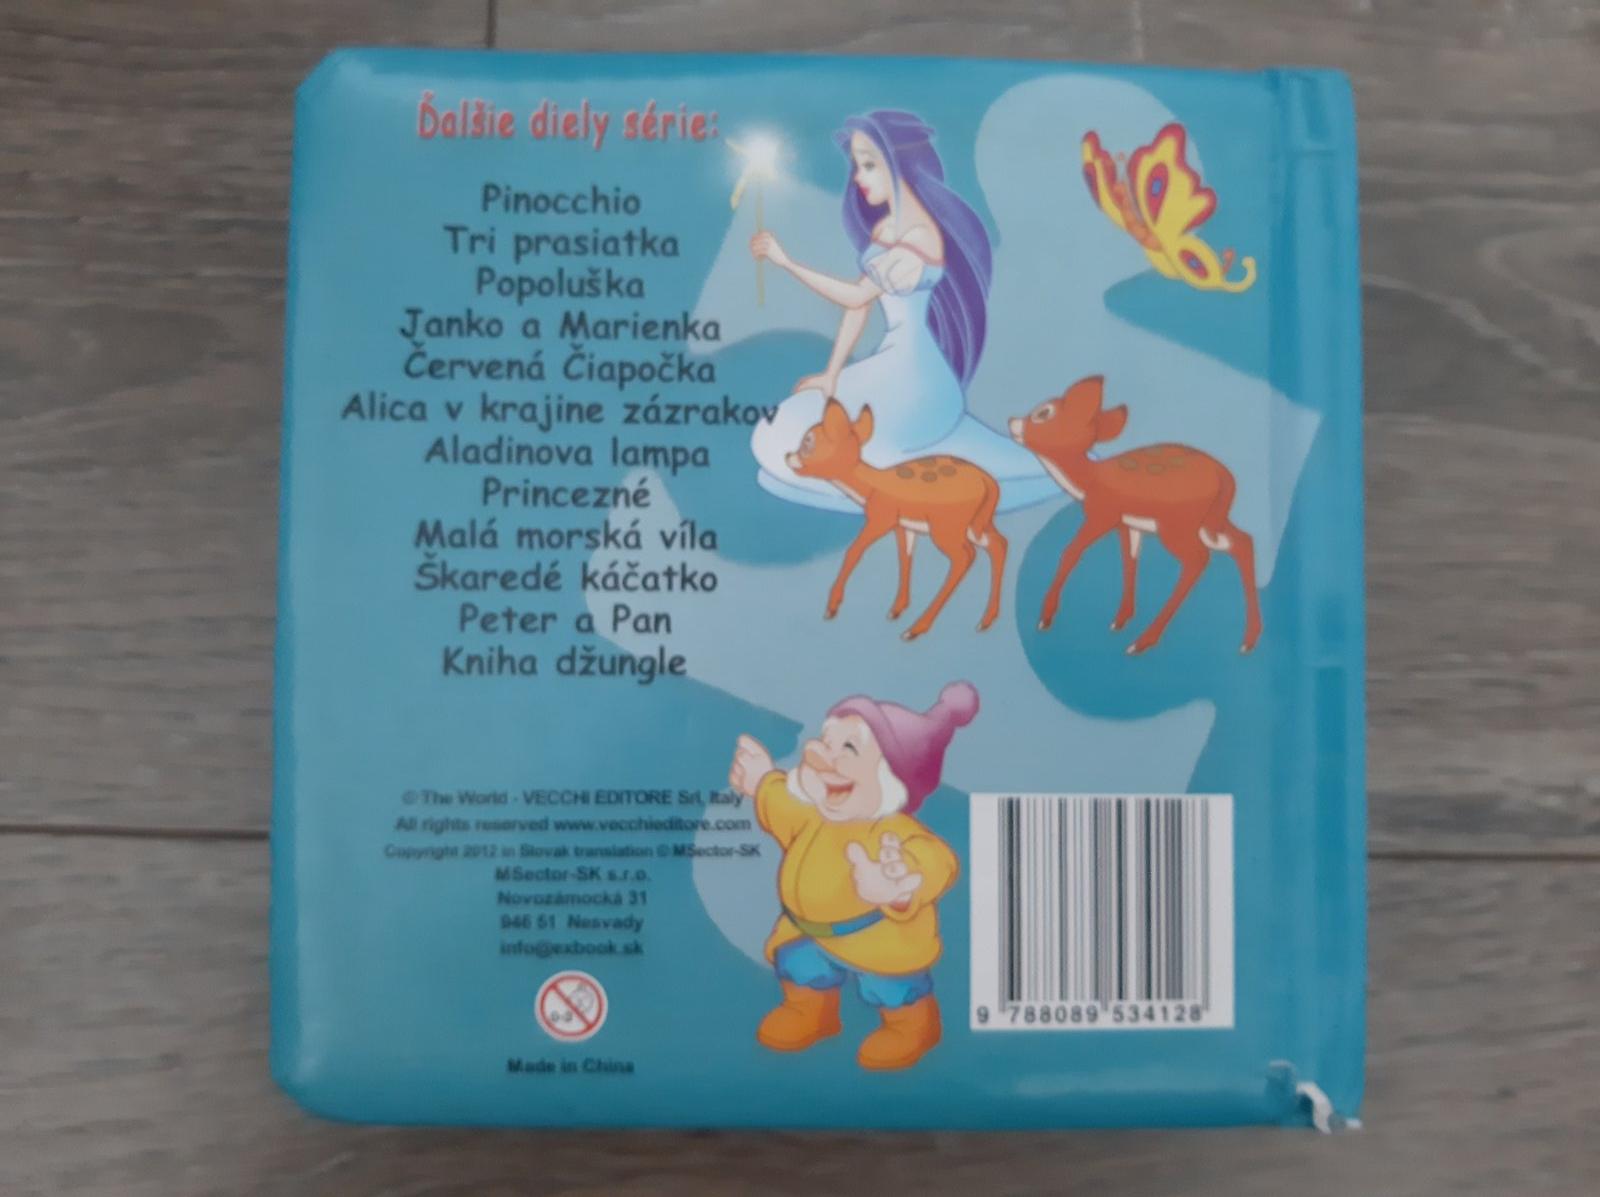 Ďalšie diely série:
Pinocchio
Tri prasiatka
Popoluška
Janko a Marienka
Červená Čiapočka
Alica v krajine zázrakov
Aladinova lampa
Princezné
Malá morská víla
Škaredé káčatko
Peter a Pan
Kniha džungle
© The World - VECCHI EDITORE Srl, Italy
All rights reserved www.vecchieditore.com
Copyright 2012 in Slovak translation © MSector-SK
MSector-SK s.r.o.
Novozámocká 31
946 51 Nesvady
info@exbook.sk
0-3
Made in China
9 788089 534128